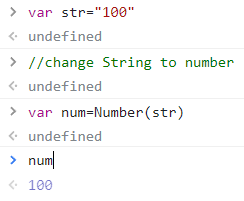 > var str="100"
< undefined
> //change String to number
< undefined
> var num=Number(str)
< undefined
> num
< 100